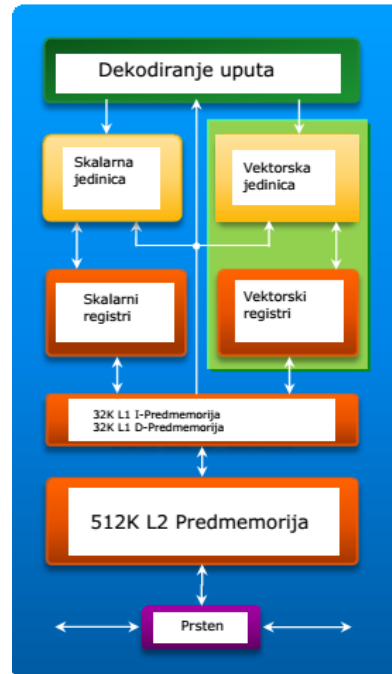 Dekodiranje uputa
Skalarna
jedinica
Vektorska
jedinica
Skalarni
registri
Vektorski
registri
32K L1 I-Predmemorija
32K L1 D-Predmemorija
512K L2 Predmemorija
Prsten